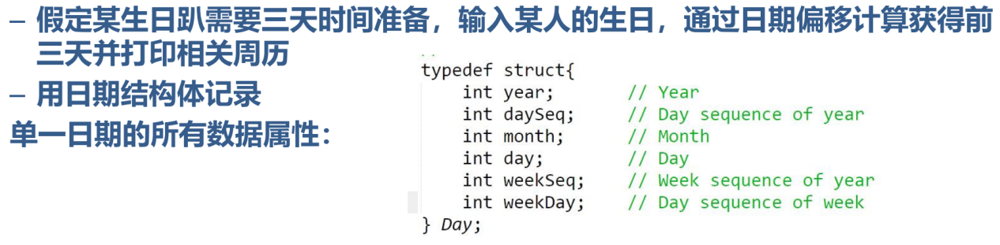 – 假定某生日趴需要三天时间准备，输入某人的生日，通过日期偏移计算获得前
三天并打印相关周历
– 用日期结构体记录
单一日期的所有数据属性：
typedef struct{
    int year;        // Year
    int daySeq;      // Day sequence of year
    int month;       // Month
    int day;         // Day
    int weekSeq;     // Week sequence of year
    int weekDay;     // Day sequence of week
} Day;